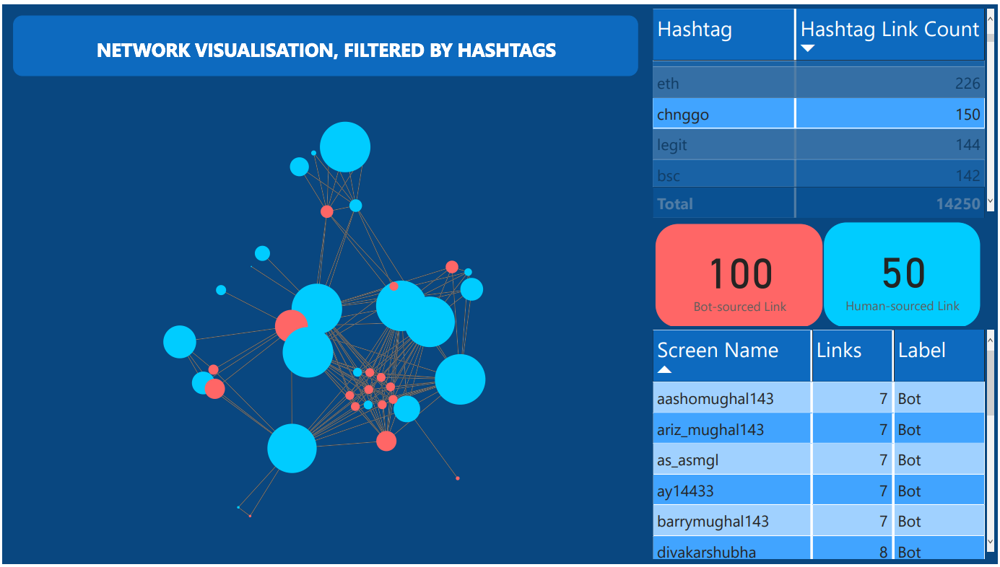 NETWORK VISUALISATION, FILTERED BY HASHTAGS
Hashtag Hashtag Link Count
eth 226
chnggo 150
legit 144
bsc 142
Total 14250
100 50
Bot-sourced Link Human-sourced Link
Screen Name Links Label
aashomughal143 7 Bot
ariz_mughal143 7 Bot
as_asmgl 7 Bot
ay14433 7 Bot
barrymughal143 7 Bot
divakarshubha 8 Bot